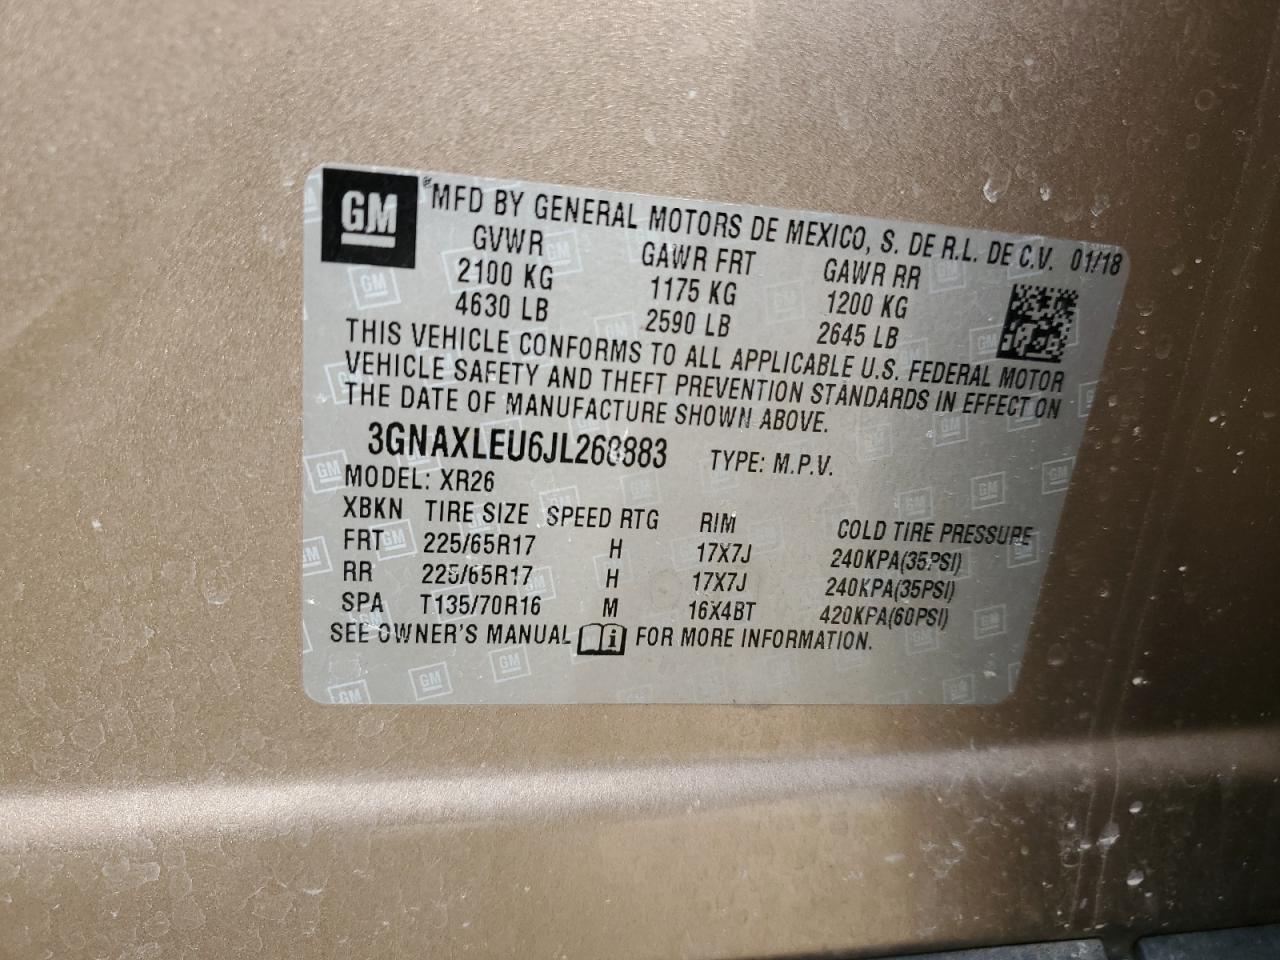 GM
® MFD BY GENERAL MOTORS DE MEXICO, S. DE R.L. DE C.V. 01/18
GVWR GAWR FRT GAWR RR
2100 KG 1175 KG 1200 KG
4630 LB 2590 LB 2645 LB
THIS VEHICLE CONFORMS TO ALL APPLICABLE U.S. FEDERAL MOTOR
VEHICLE SAFETY AND THEFT PREVENTION STANDARDS IN EFFECT ON
THE DATE OF MANUFACTURE SHOWN ABOVE.
3GNAXLEU6JL268883 TYPE: M.P.V.
MODEL: XR26
XBKN TIRE SIZE SPEED RTG RIM COLD TIRE PRESSURE
FRT 225/65R17 H 17X7J 240KPA(35PSI)
RR 225/65R17 H 17X7J 240KPA(35PSI)
SPA T135/70R16 M 16X4BT 420KPA(60PSI)
SEE OWNER'S MANUAL FOR MORE INFORMATION.